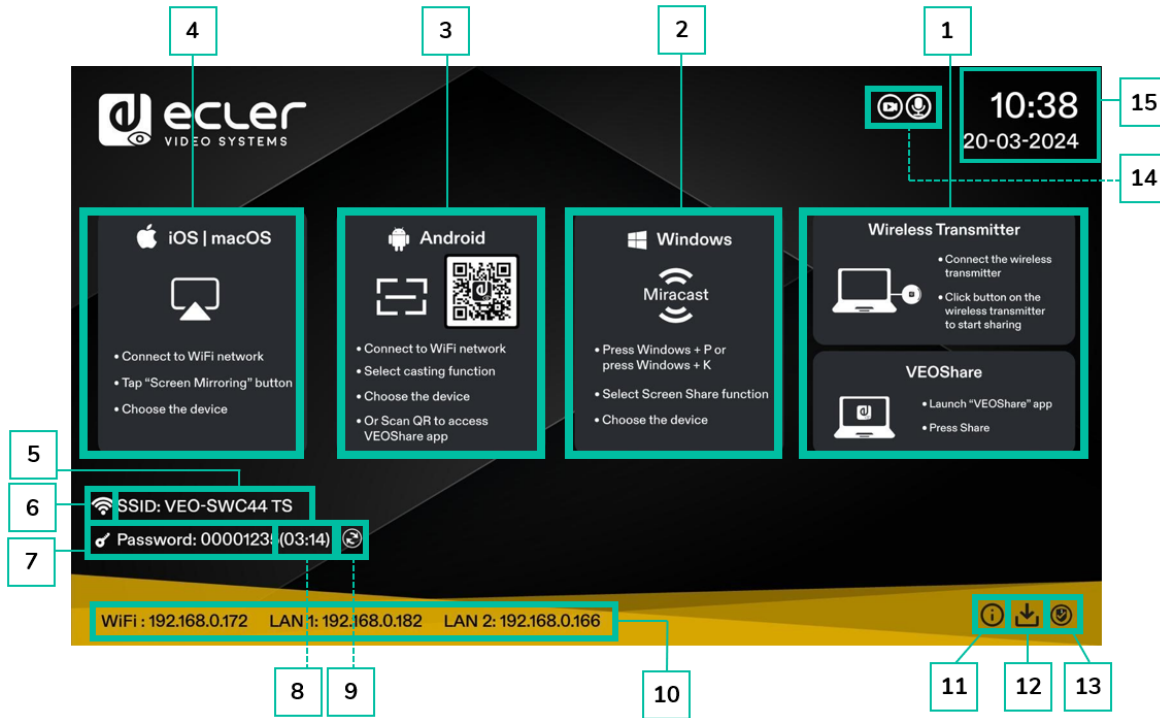 4
3
2
1
ecler
VIDEO SYSTEMS
10:38
20-03-2024
15
14
iOS | macOS
• Connect to WiFi network
• Tap “Screen Mirroring” button
• Choose the device
Android
• Connect to WiFi network
• Select casting function
• Choose the device
• Or Scan QR to access
VEOShare app
Windows
Miracast
• Press Windows + P or
press Windows + K
• Select Screen Share function
• Choose the device
Wireless Transmitter
• Connect the wireless
transmitter
• Click button on the
wireless transmitter
to start sharing
VEOShare
• Launch “VEOShare” app
• Press Share
5
6
SSID: VEO-SWC44 TS
7
Password: 00001235(03:14)
WiFi : 192.168.0.172 LAN 1: 192.168.0.182 LAN 2: 192.168.0.166
8
9
10
11
12
13